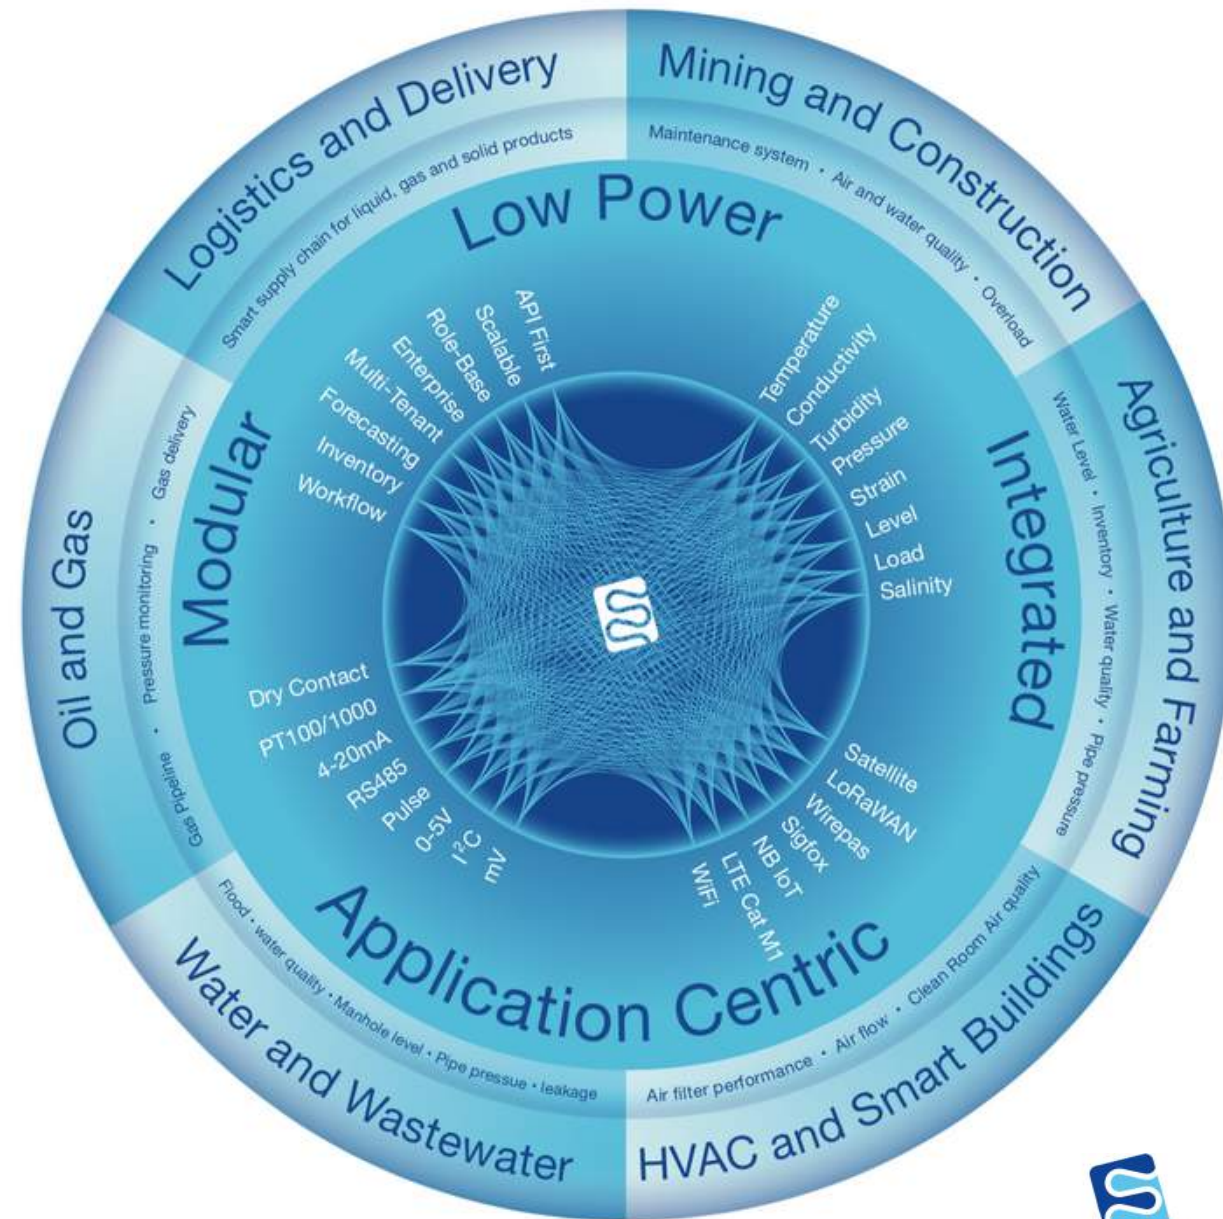 Logistics and Delivery
Smart supply chain for liquid, gas and solid products
Mining and Construction
Maintenance system • Air and water quality • Overload
Agriculture and Farming
Water Level • Inventory • Water quality • Pipe pressure
HVAC and Smart Buildings
Air filter performance • Air flow • Clean Room Air quality
Water and Wastewater
Flood • water quality • Manhole level • Pipe pressue • leakage
Oil and Gas
Gas Pipeline • Pressure monitoring • Gas delivery
Low Power
Integrated
Application Centric
Modular
API First
Scalable
Role-Base
Enterprise
Multi-Tenant
Forecasting
Inventory
Workflow
Temperature
Conductivity
Turbidity
Pressure
Strain
Level
Load
Salinity
Satellite
LoRaWAN
Wirepas
Sigfox
NB IoT
LTE Cat M1
WiFi
Dry Contact
PT100/1000
4-20mA
RS485
Pulse
0-5V
I²C
mV